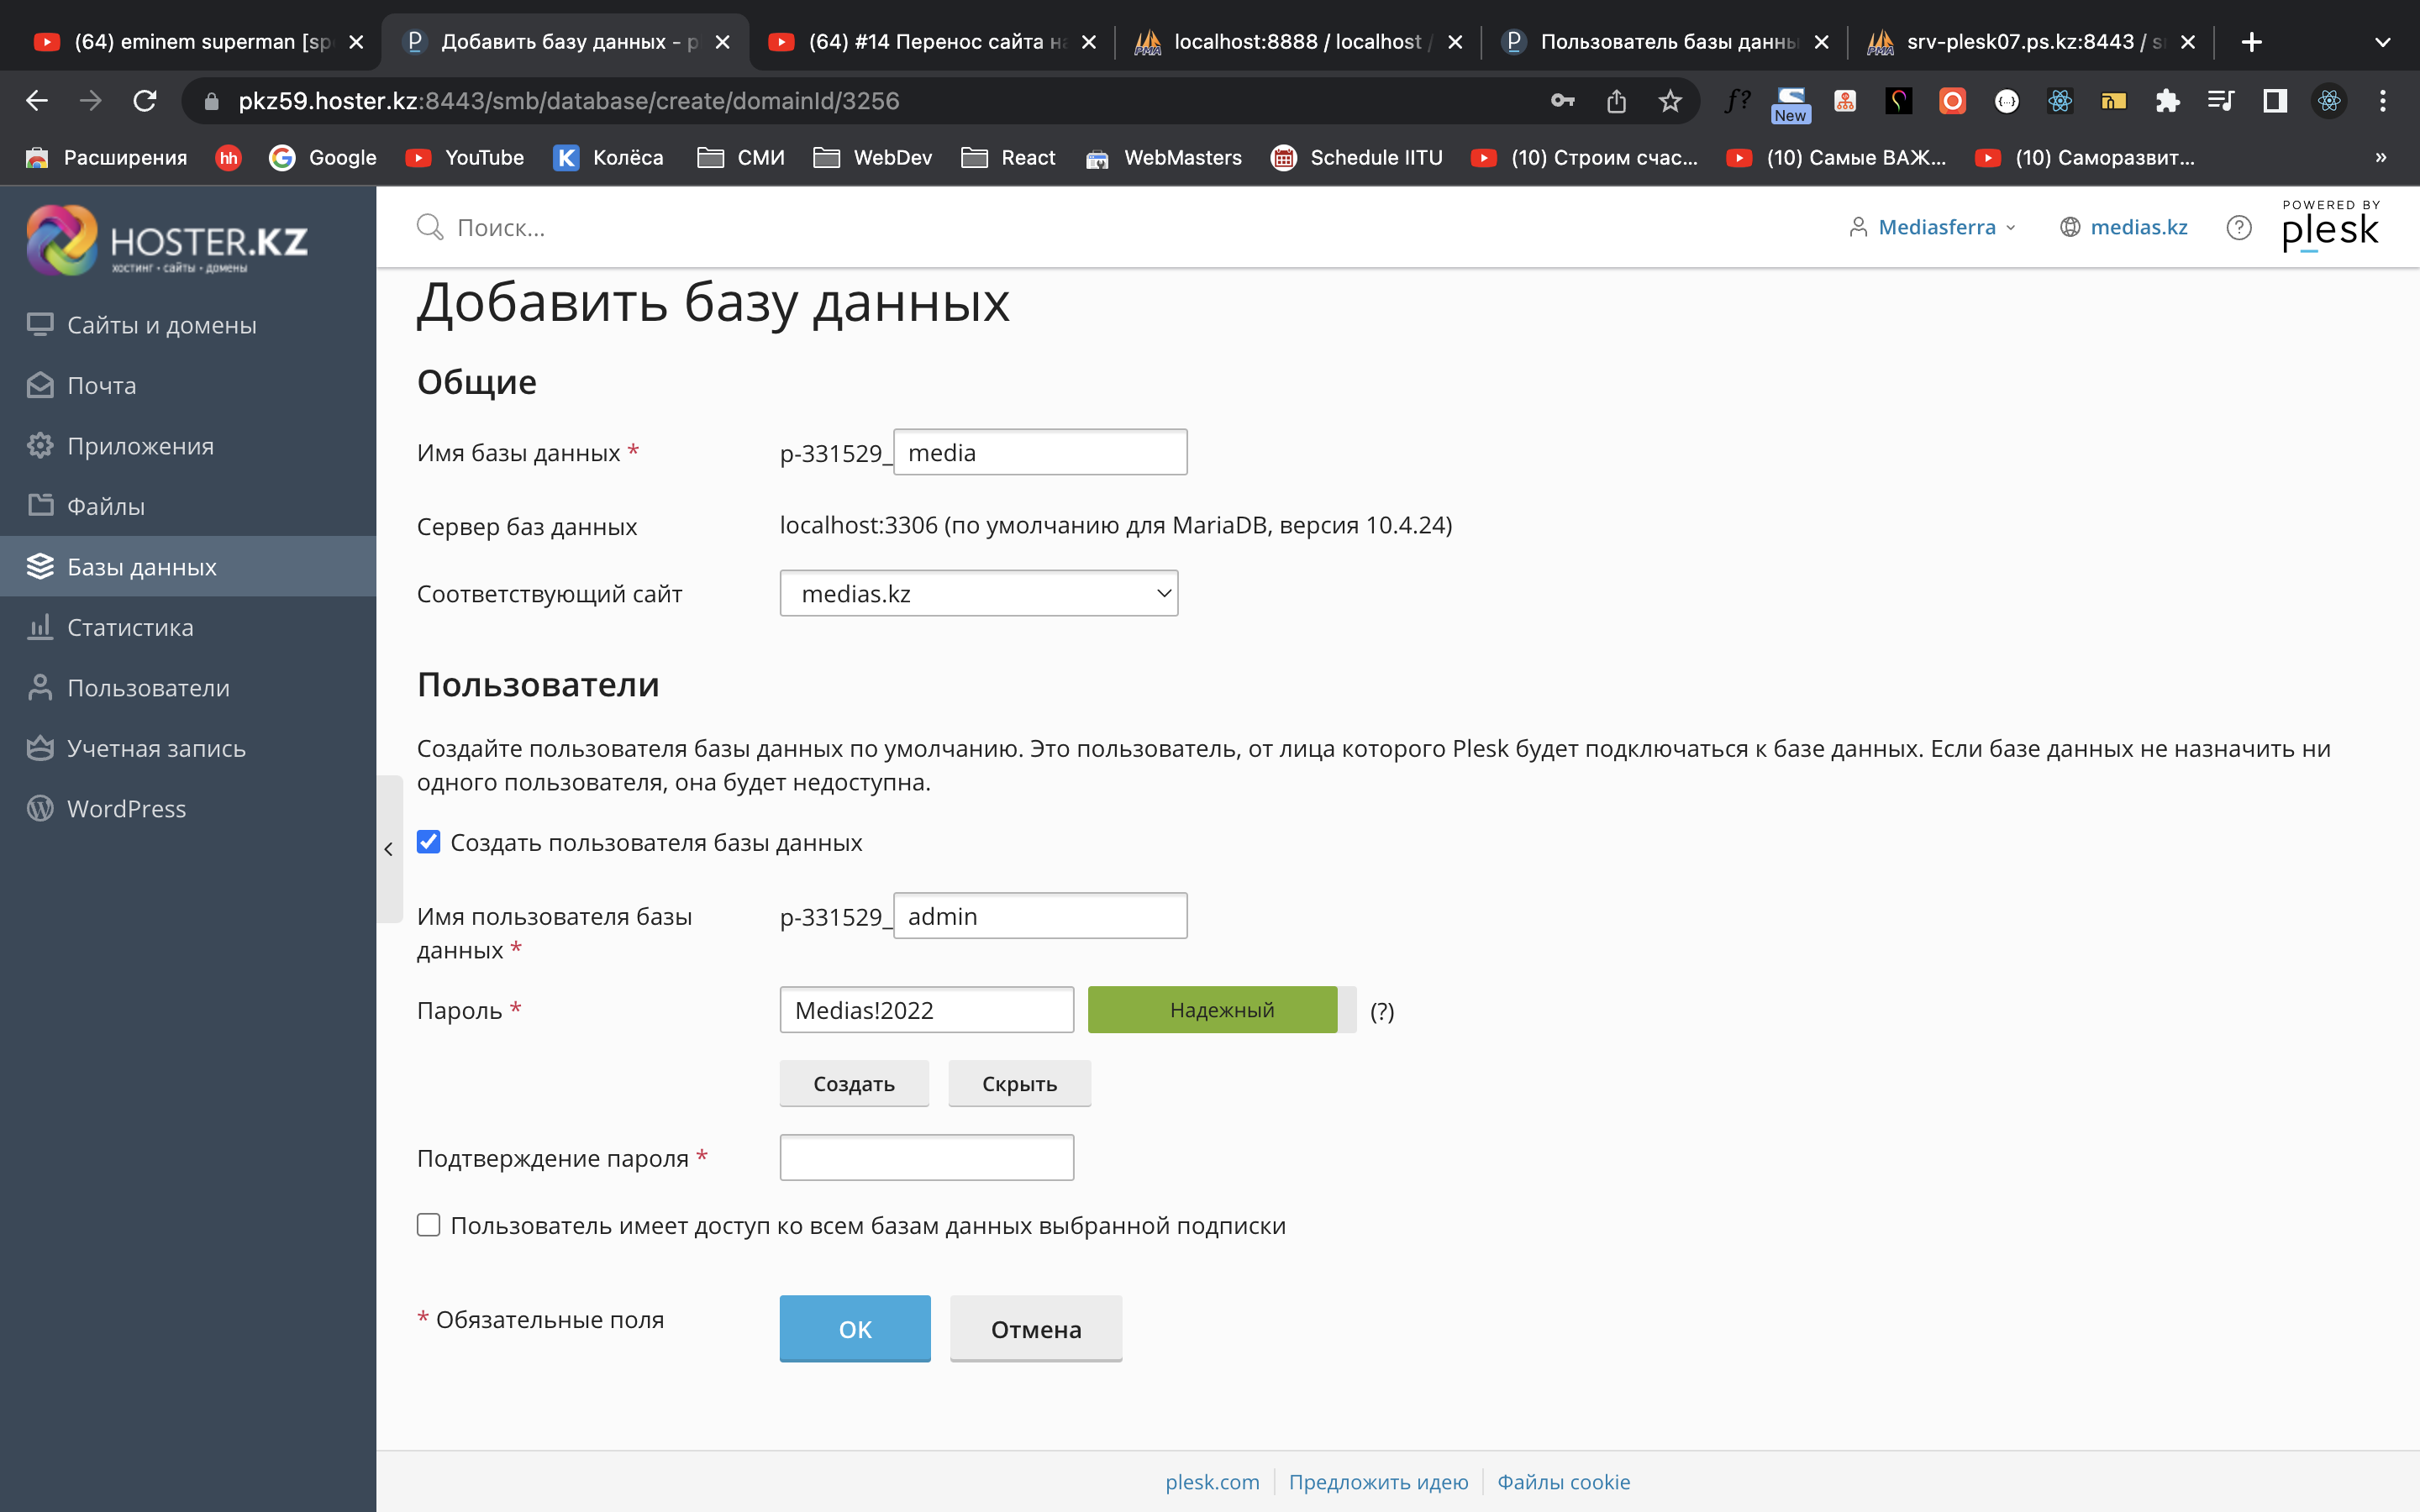 (64) eminem superman [sp
Добавить базу данных - p
(64) #14 Перенос сайта на
localhost:8888 / localhost /
Пользователь базы данны
srv-plesk07.ps.kz:8443 / s
pkz59.hoster.kz:8443/smb/database/create/domainId/3256
f?
New
Расширения
hh
Google
YouTube
K
Колёса
СМИ
WebDev
React
WebMasters
Schedule IITU
(10) Строим счас...
(10) Самые ВАЖ...
(10) Саморазвит...
»
HOSTER.KZ
хостинг • сайты • домены
Поиск...
Mediasferra
medias.kz
POWERED BY
plesk
Сайты и домены
Почта
Приложения
Файлы
Базы данных
Статистика
Пользователи
Учетная запись
WordPress
Добавить базу данных
Общие
Имя базы данных *
p-331529_ media
Сервер баз данных
localhost:3306 (по умолчанию для MariaDB, версия 10.4.24)
Соответствующий сайт
medias.kz
Пользователи
Создайте пользователя базы данных по умолчанию. Это пользователь, от лица которого Plesk будет подключаться к базе данных. Если базе данных не назначить ни
одного пользователя, она будет недоступна.
Создать пользователя базы данных
Имя пользователя базы
данных *
p-331529_ admin
Пароль *
Medias!2022
Надежный
(?)
Создать
Скрыть
Подтверждение пароля *
Пользователь имеет доступ ко всем базам данных выбранной подписки
* Обязательные поля
OK
Отмена
plesk.com
Предложить идею
Файлы cookie